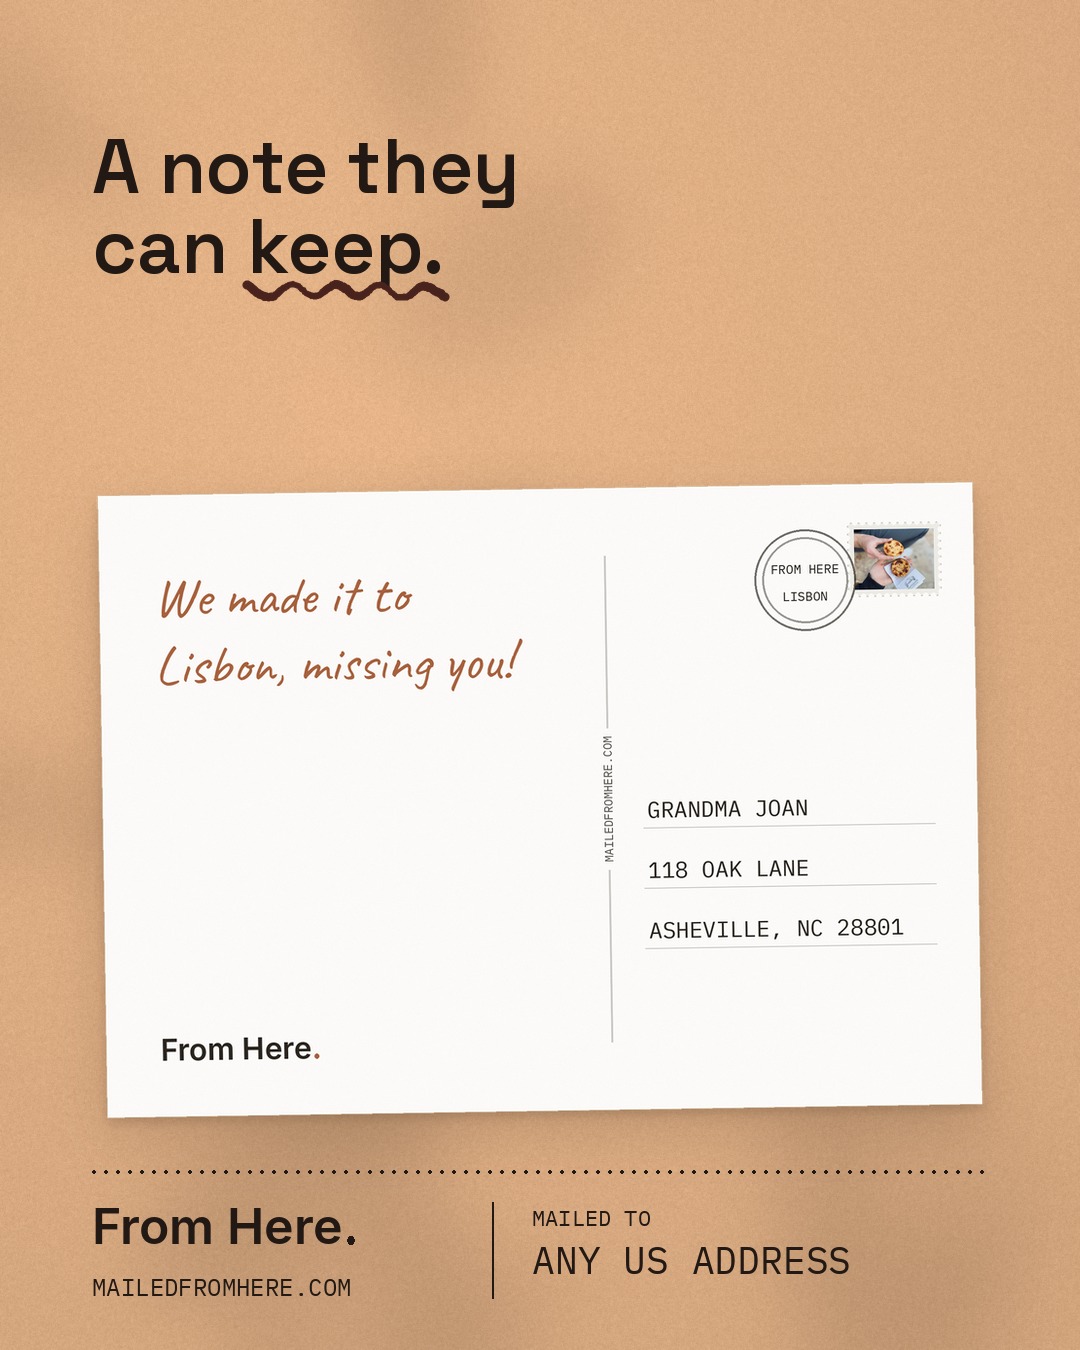 A note they
can keep.
We made it to
Lisbon, missing you!
FROM HERE
LISBON
MAILEDFROMHERE.COM
GRANDMA JOAN
118 OAK LANE
ASHEVILLE, NC 28801
From Here.
From Here.
MAILEDFROMHERE.COM
MAILED TO
ANY US ADDRESS